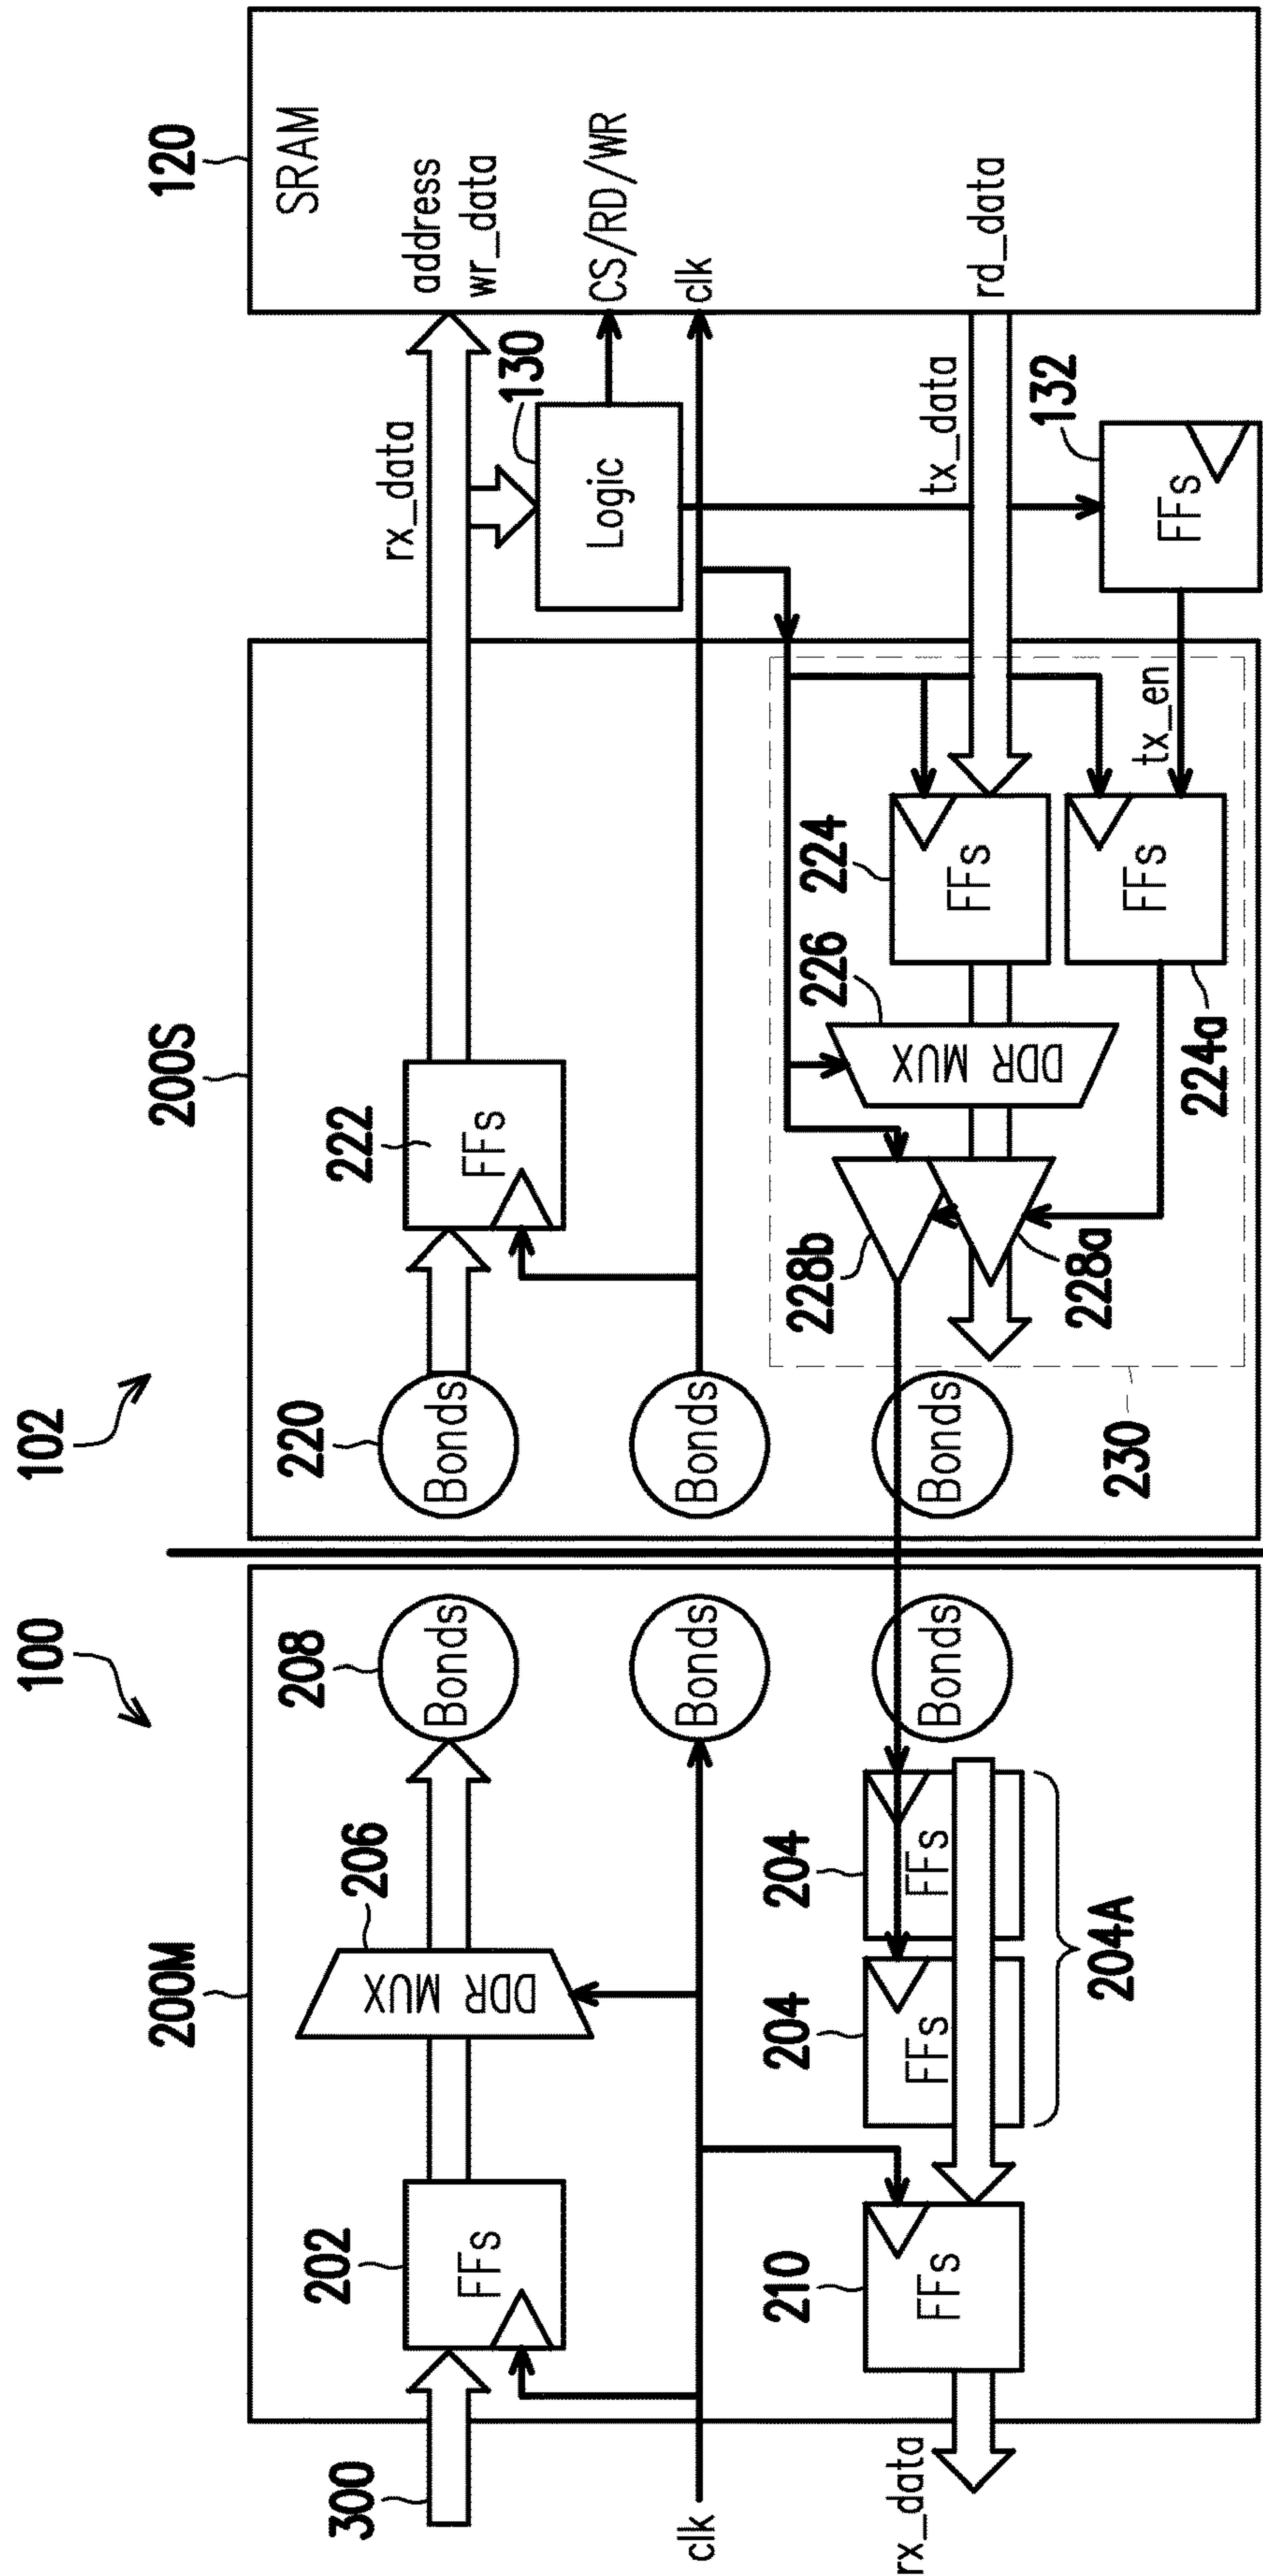 100
102
200M
200S
120
SRAM
300
202
FFs
206
DDR MUX
208
Bonds
220
Bonds
222
FFs
rx_data
address
wr_data
130
Logic
CS/RD/WR
clk
Bonds
Bonds
clk
rx_data
210
FFs
204
FFs
204
FFs
204A
Bonds
Bonds
228b
228a
226
DDR MUX
224
FFs
224a
FFs
tx_en
230
tx_data
rd_data
132
FFs